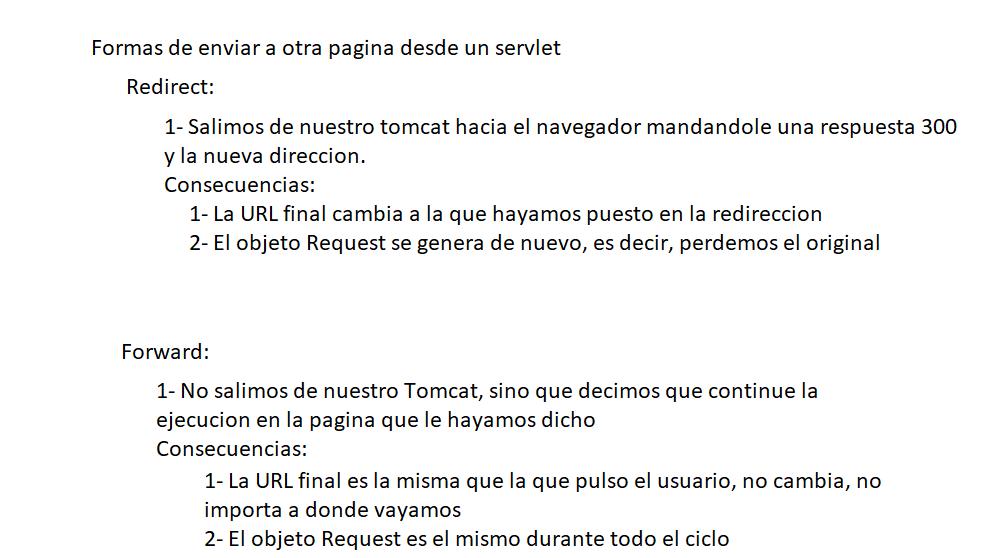 Formas de enviar a otra pagina desde un servlet
Redirect:
1- Salimos de nuestro tomcat hacia el navegador mandandole una respuesta 300
y la nueva direccion.
Consecuencias:
1- La URL final cambia a la que hayamos puesto en la redireccion
2- El objeto Request se genera de nuevo, es decir, perdemos el original
Forward:
1- No salimos de nuestro Tomcat, sino que decimos que continue la
ejecucion en la pagina que le hayamos dicho
Consecuencias:
1- La URL final es la misma que la que pulso el usuario, no cambia, no
importa a donde vayamos
2- El objeto Request es el mismo durante todo el ciclo